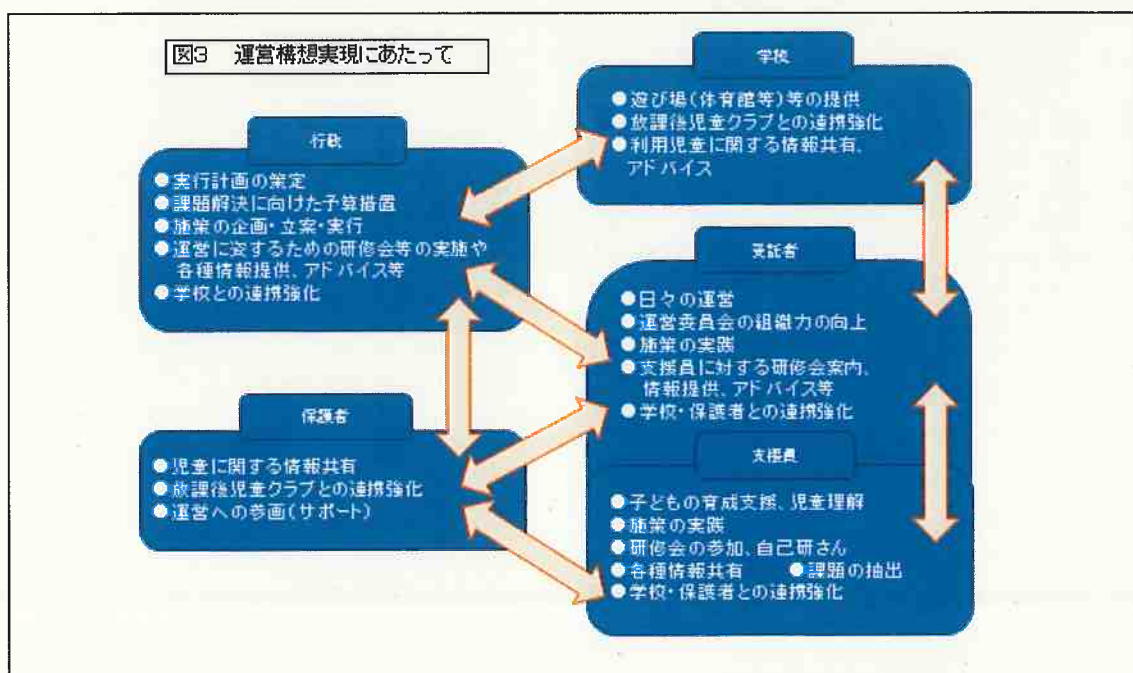 図3 運営構想実現にあたって
学校
●遊び場(体育館等)等の提供
●放課後児童クラブとの連携強化
●利用児童に関する情報共有、
アドバイス
行政
●実行計画の策定
●課題解決に向けた予算措置
●施策の企画・立案・実行
●運営に資するための研修会等の実施や
各種情報提供、アドバイス等
●学校との連携強化
受託者
●日々の運営
●運営委員会の組織力の向上
●施策の実践
●支援員に対する研修会案内、
情報提供、アドバイス等
●学校・保護者との連携強化
保護者
●児童に関する情報共有
●放課後児童クラブとの連携強化
●運営への参画(サポート)
支援員
●子どもの育成支援、児童理解
●施策の実践
●研修会の参加、自己研さん
●各種情報共有 ●課題の抽出
●学校・保護者との連携強化